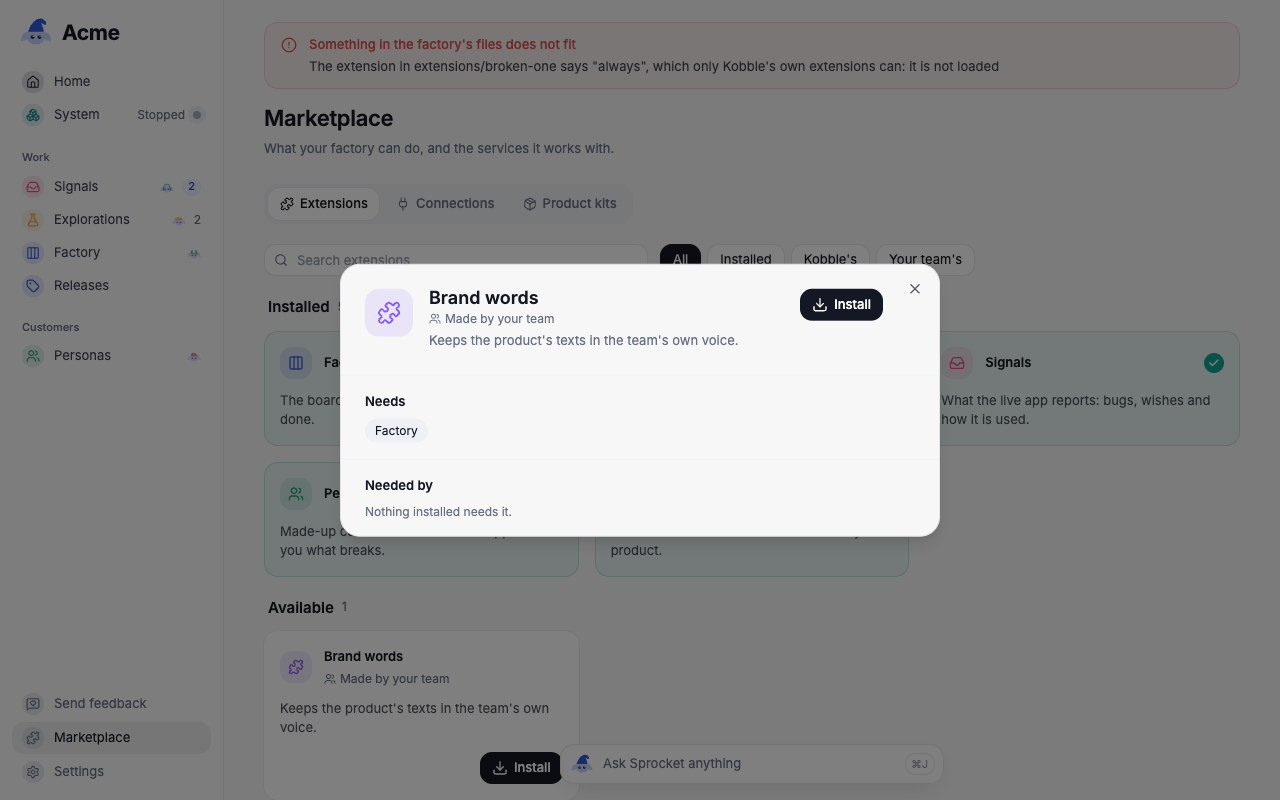 Acme
Home
System
Stopped
Work
Signals
2
Explorations
2
Factory
Releases
Customers
Personas
Send feedback
Marketplace
Settings
Something in the factory's files does not fit
The extension in extensions/broken-one says "always", which only Kobble's own extensions can: it is not loaded
Marketplace
What your factory can do, and the services it works with.
Extensions
Connections
Product kits
Search extensions
All
Installed
Kobble's
Your team's
Installed
The board
done.
Signals
What the live app reports: bugs, wishes and
how it is used.
Made-up
you what breaks.
product.
Brand words
Made by your team
Keeps the product's texts in the team's own voice.
Install
Needs
Factory
Needed by
Nothing installed needs it.
Available 1
Brand words
Made by your team
Keeps the product's texts in the team's own
voice.
Install
Ask Sprocket anything
⌘J